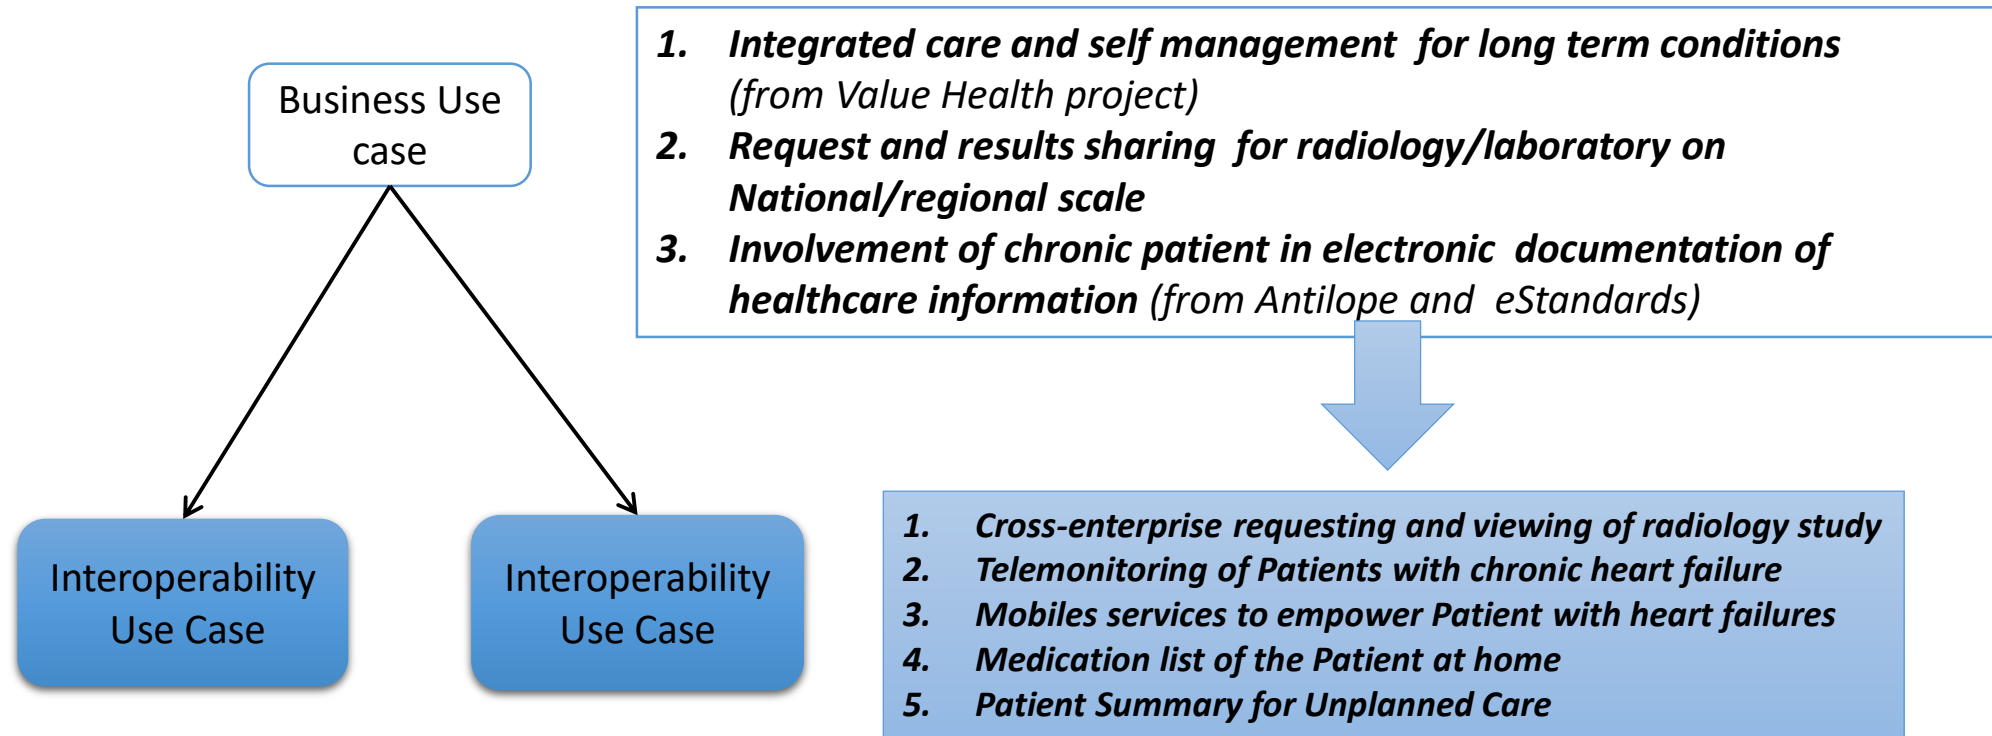 Business Use
case
1. Integrated care and self management for long term conditions
(from Value Health project)
2. Request and results sharing for radiology/laboratory on
National/regional scale
3. Involvement of chronic patient in electronic documentation of
healthcare information (from Antilope and eStandards)
Interoperability
Use Case
Interoperability
Use Case
1. Cross-enterprise requesting and viewing of radiology study
2. Telemonitoring of Patients with chronic heart failure
3. Mobiles services to empower Patient with heart failures
4. Medication list of the Patient at home
5. Patient Summary for Unplanned Care